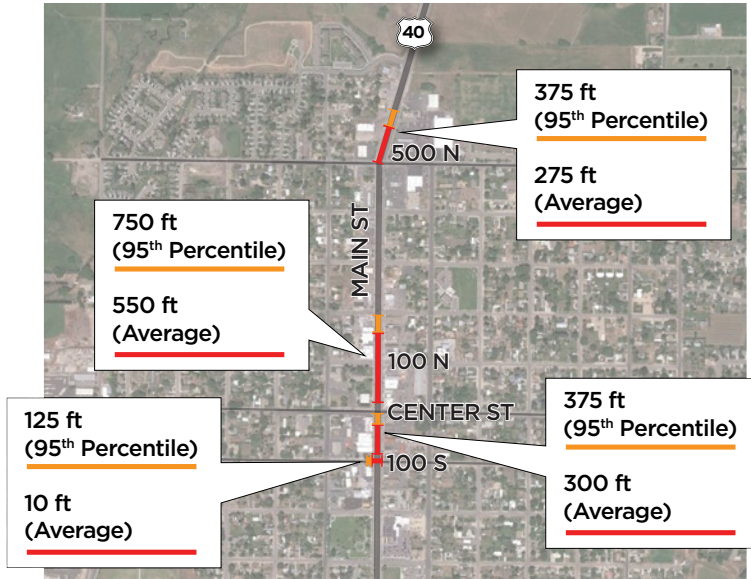 40
375 ft
(95th Percentile)
275 ft
(Average)
500 N
750 ft
(95th Percentile)
550 ft
(Average)
MAIN ST
100 N
CENTER ST
375 ft
(95th Percentile)
300 ft
(Average)
125 ft
(95th Percentile)
10 ft
(Average)
100 S